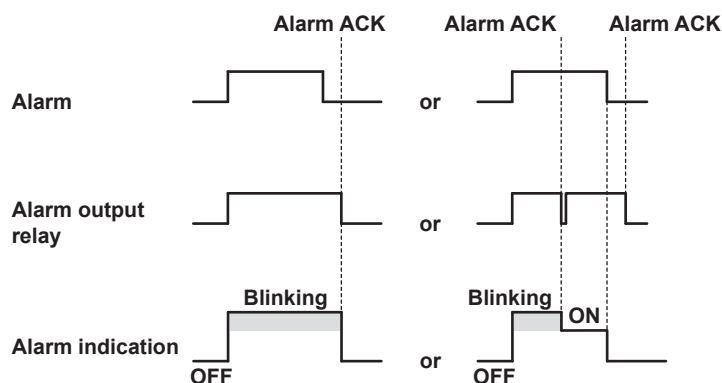 Alarm ACK
Alarm ACK
Alarm ACK
Alarm
or
Alarm output
relay
or
Blinking
Blinking
ON
Alarm indication
or
OFF
OFF